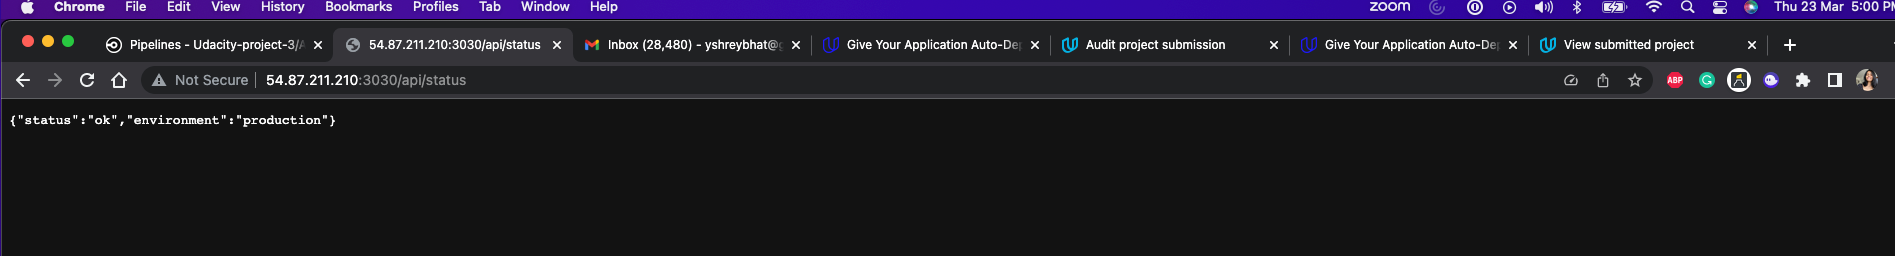 Chrome File Edit View History Bookmarks Profiles Tab Window Help zoom Thu 23 Mar 5:00
Pipelines - Udacity-project-3/ 54.87.211.210:3030/api/status Inbox (28,480) - yshreybhat@ Give Your Application Auto-De Audit project submission Give Your Application Auto-De View submitted project
Not Secure 54.87.211.210:3030/api/status ABP
{"status":"ok","environment":"production"}